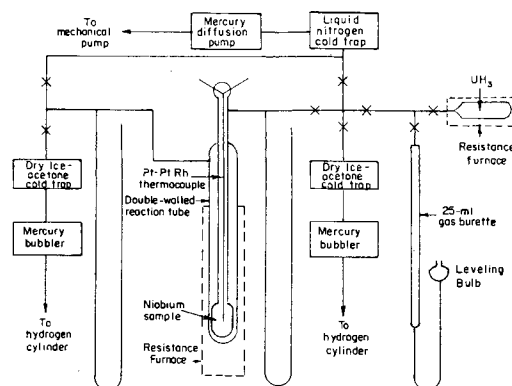 To
mechanical
pump
Mercury
diffusion
pump
Liquid
nitrogen
cold trap
UH3
Resistance
furnace
Dry Ice-
acetone
cold trap
Pt-Pt Rh
thermocouple
Double-walled
reaction tube
Dry Ice-
acetone
cold trap
25-ml
gas burette
Mercury
bubbler
Mercury
bubbler
Leveling
Bulb
Niobium
sample
To
hydrogen
cylinder
Resistance
Furnace
To
hydrogen
cylinder